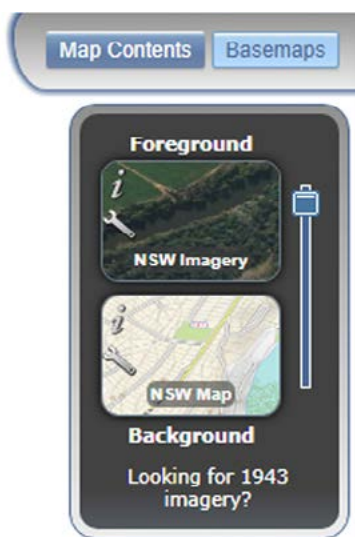 Map Contents Basemaps
Foreground
NSW Imagery
NSW Map
Background
Looking for 1943
imagery?